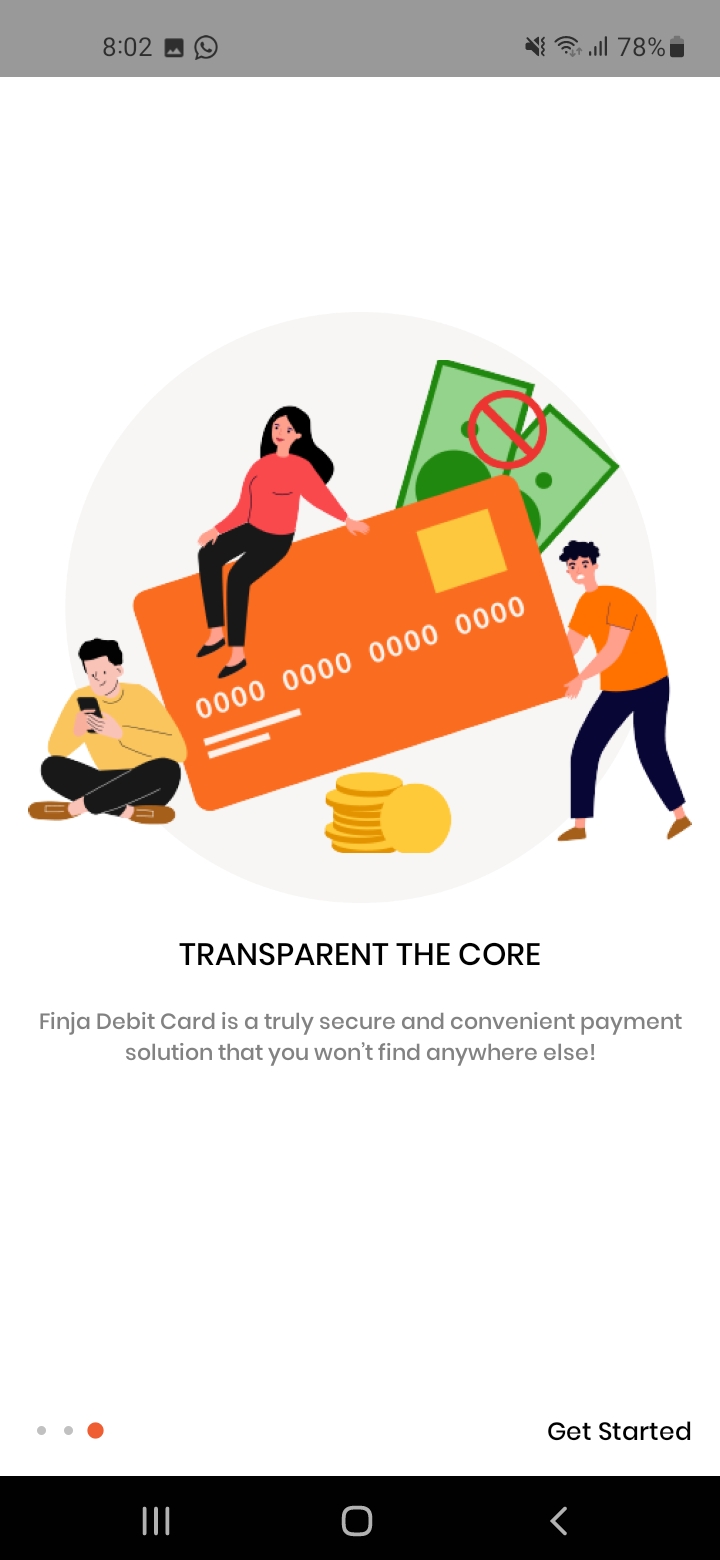 8:02
78%
0000 0000 0000 0000
TRANSPARENT THE CORE
Finja Debit Card is a truly secure and convenient payment
solution that you won't find anywhere else!
Get Started